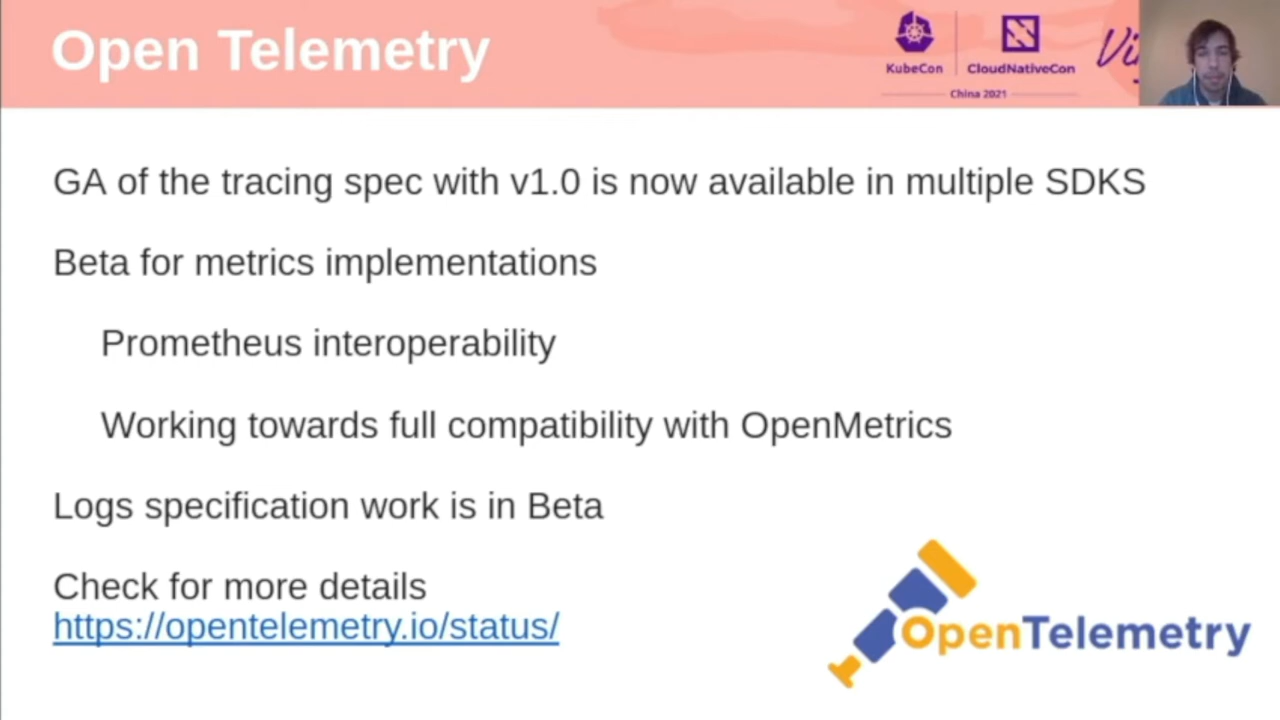 Open Telemetry
KubeCon
CloudNativeCon
China 2021
GA of the tracing spec with v1.0 is now available in multiple SDKS
Beta for metrics implementations
Prometheus interoperability
Working towards full compatibility with OpenMetrics
Logs specification work is in Beta
Check for more details
https://opentelemetry.io/status/
OpenTelemetry